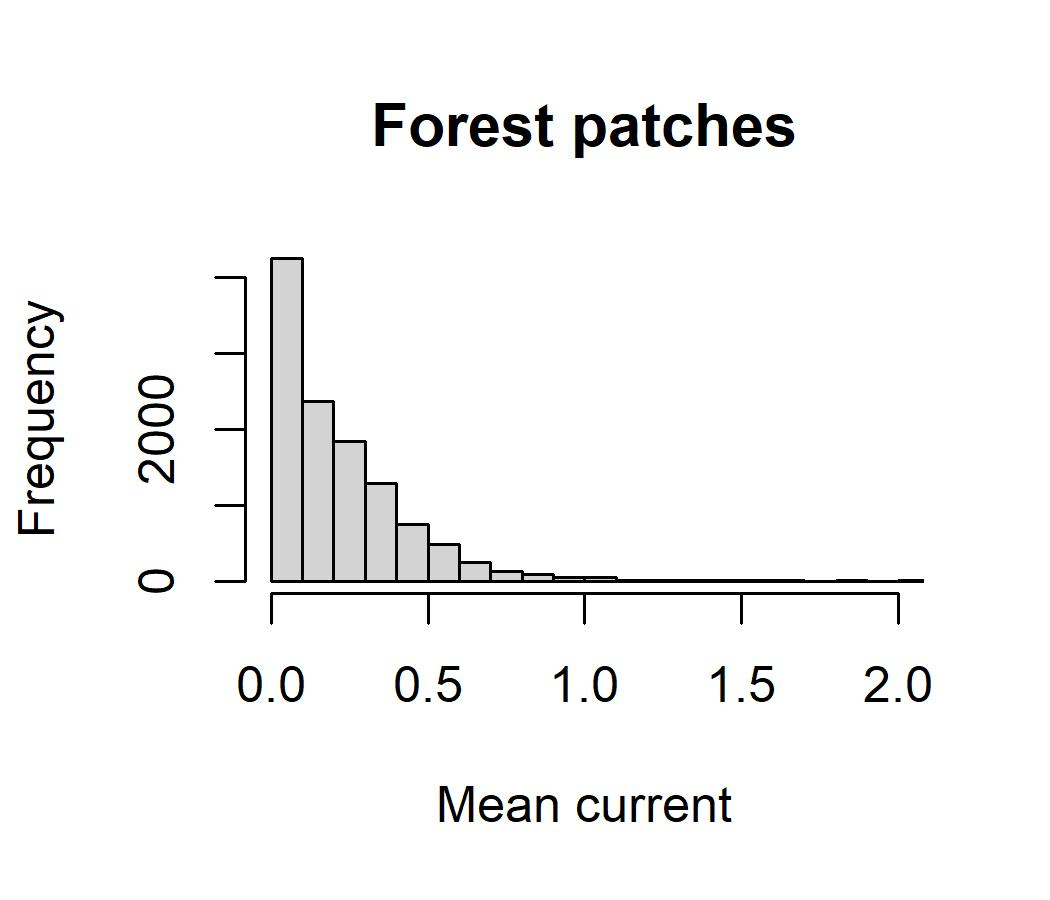 Forest patches
Frequency
2000
0
0.0 0.5 1.0 1.5 2.0
Mean current